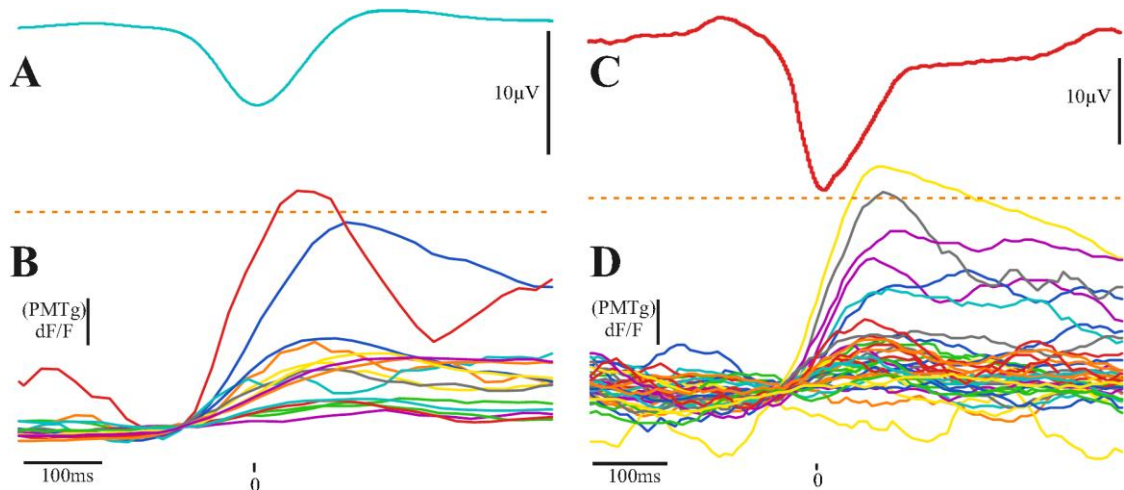 A
10µV
C
10µV
B
(PMTg)
dF/F
D
(PMTg)
dF/F
100ms
0
100ms
0